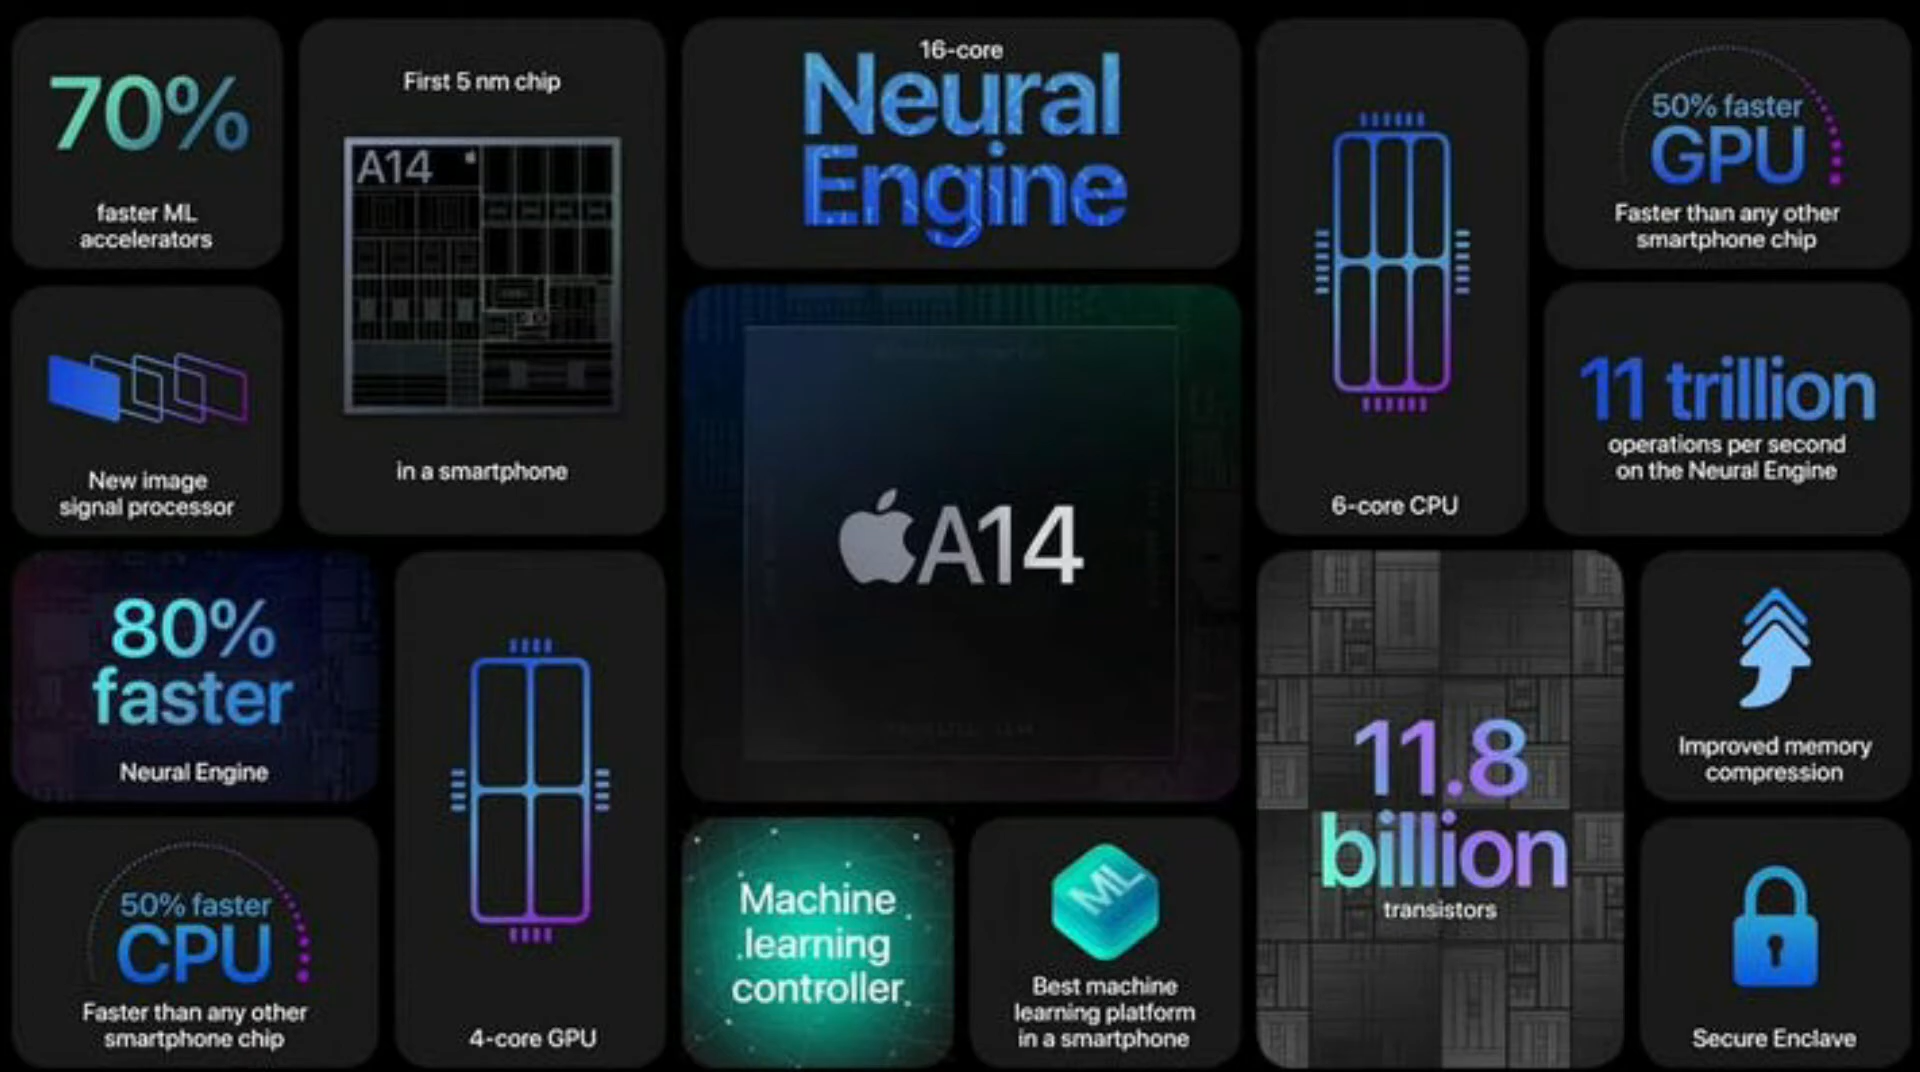 70%
faster ML
accelerators
First 5 nm chip
A14
in a smartphone
16-core
Neural
Engine
6-core CPU
50% faster
GPU
Faster than any other
smartphone chip
New image
signal processor
A14
11 trillion
operations per second
on the Neural Engine
80%
faster
Neural Engine
4-core GPU
11.8
billion
transistors
Improved memory
compression
50% faster
CPU
Faster than any other
smartphone chip
Machine
learning
controller
ML
Best machine
learning platform
in a smartphone
Secure Enclave